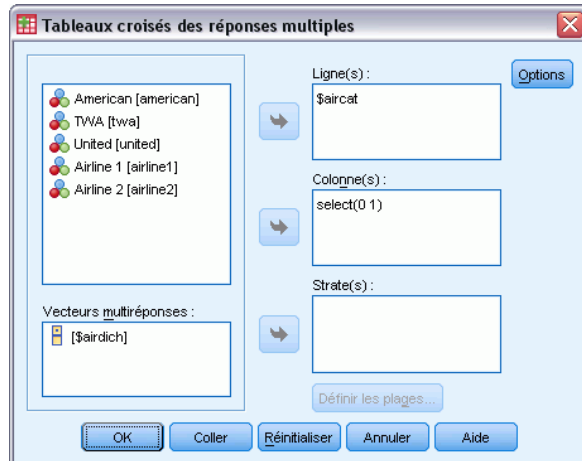 Tableaux croisés des réponses multiples
American [american]
TWA [twa]
United [united]
Airline 1 [airline1]
Airline 2 [airline2]
Vecteurs multiréponses :
[$airdich]
Ligne(s) :
$aircat
Colonne(s) :
select(0 1)
Strate(s) :
Définir les plages...
Options
OK
Coller
Réinitialiser
Annuler
Aide